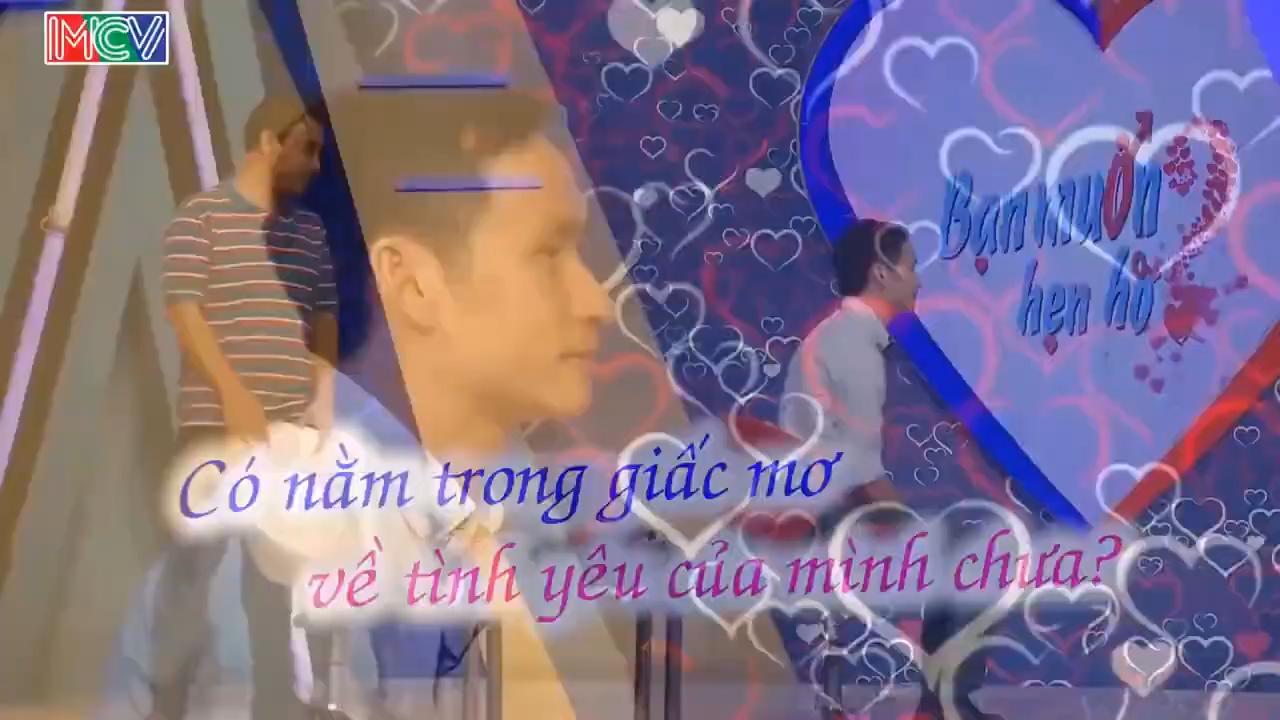 MCV
Bạn muốn
hẹn hò
Có nằm trong giấc mơ
về tình yêu của mình chưa?